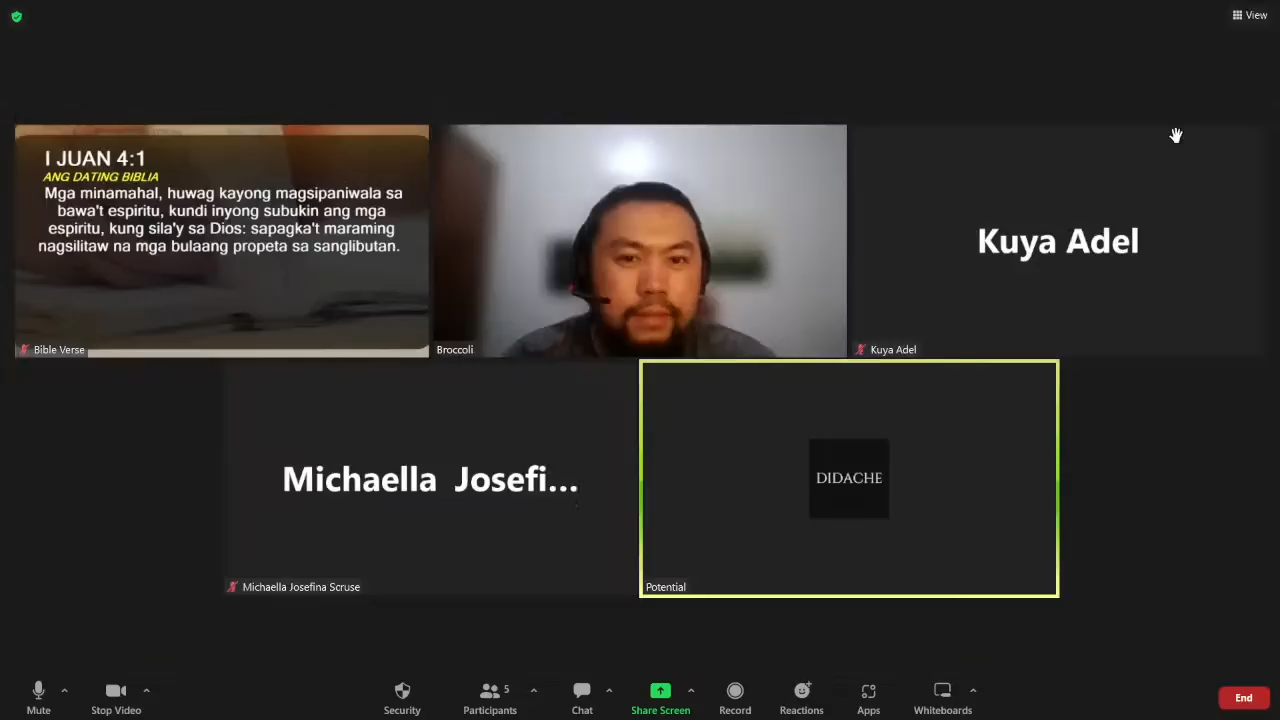 View
I JUAN 4:1
ANG DATING BIBLIA
Mga minamahal, huwag kayong magsipaniwala sa
bawa't espiritu, kundi inyong subukin ang mga
espiritu, kung sila'y sa Dios: sapagka't maraming
nagsilitaw na mga bulaang propeta sa sanglibutan.
Bible Verse
Broccoli
Kuya Adel
Kuya Adel
Michaella Josefi...
Michaella Josefina Scruse
DIDACHE
Potential
Mute
Stop Video
Security
5
Participants
Chat
Share Screen
Record
Reactions
Apps
Whiteboards
End